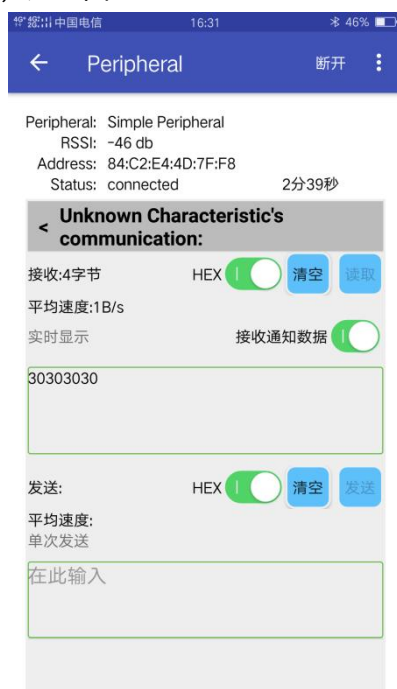 中国电信 16:31 46%
← Peripheral 断开
Peripheral: Simple Peripheral
RSSI: -46 db
Address: 84:C2:E4:4D:7F:F8
Status: connected 2分39秒
< Unknown Characteristic's
communication:
接收:4字节 HEX 清空 读取
平均速度:1B/s
实时显示 接收通知数据
30303030
发送: HEX 清空 发送
平均速度:
单次发送
在此输入